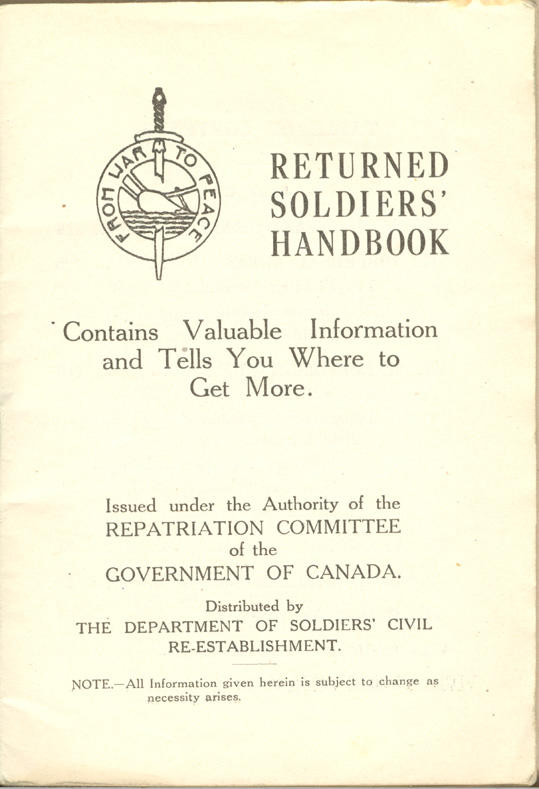 FROM WAR TO PEACE
RETURNED
SOLDIERS'
HANDBOOK
Contains Valuable Information
and Tells You Where to
Get More.
Issued under the Authority of the
REPATRIATION COMMITTEE
of the
GOVERNMENT OF CANADA.
Distributed by
THE DEPARTMENT OF SOLDIERS' CIVIL
RE-ESTABLISHMENT.
NOTE.—All Information given herein is subject to change as
necessity arises.